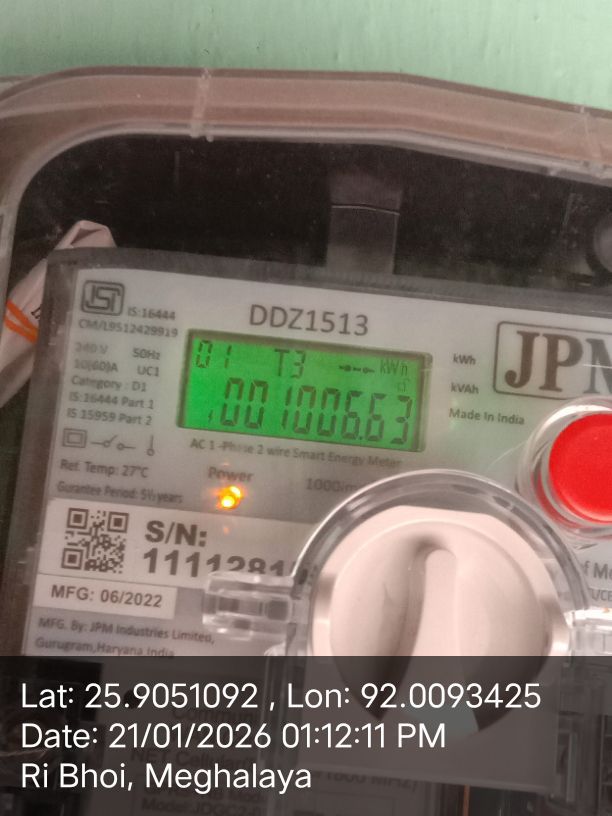 IS:16444
CM/L9512429919
DDZ1513
JPM
240 V 50Hz
10(60)A UC1
Category : D1
IS:16444 Part 1
IS 15959 Part 2
01 T3 kWh
001006.63
kWh
kVAh
Made In India
AC 1-Phase 2 wire Smart Energy Meter
Ref. Temp: 27°C
Power
Gurantee Period: 5½ years
S/N:
MFG: 06/2022
MFG. By: JPM Industries Limited,
Gurugram,Haryana,India
Lat: 25.9051092 , Lon: 92.0093425
Date: 21/01/2026 01:12:11 PM
Ri Bhoi, Meghalaya